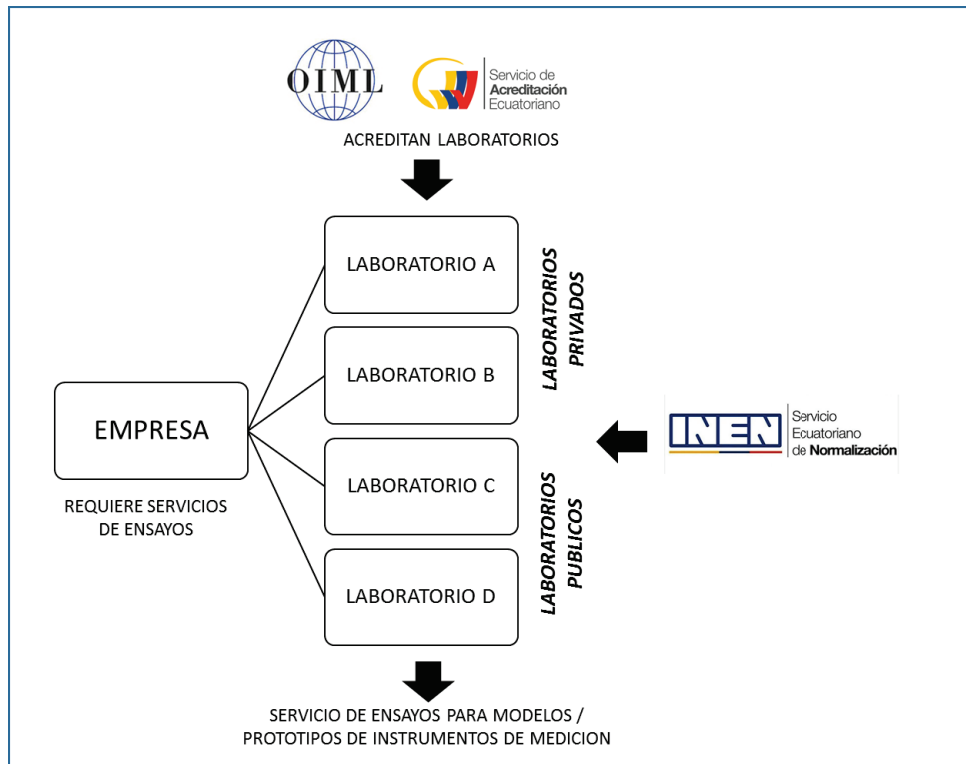 OIML
Servicio de
Acreditación
Ecuatoriano
ACREDITAN LABORATORIOS
LABORATORIO A
LABORATORIO B
LABORATORIOS
PRIVADOS
EMPRESA
REQUIERE SERVICIOS
DE ENSAYOS
INEN
Servicio
Ecuatoriano
de Normalización
LABORATORIO C
LABORATORIO D
LABORATORIOS
PUBLICOS
SERVICIO DE ENSAYOS PARA MODELOS /
PROTOTIPOS DE INSTRUMENTOS DE MEDICION